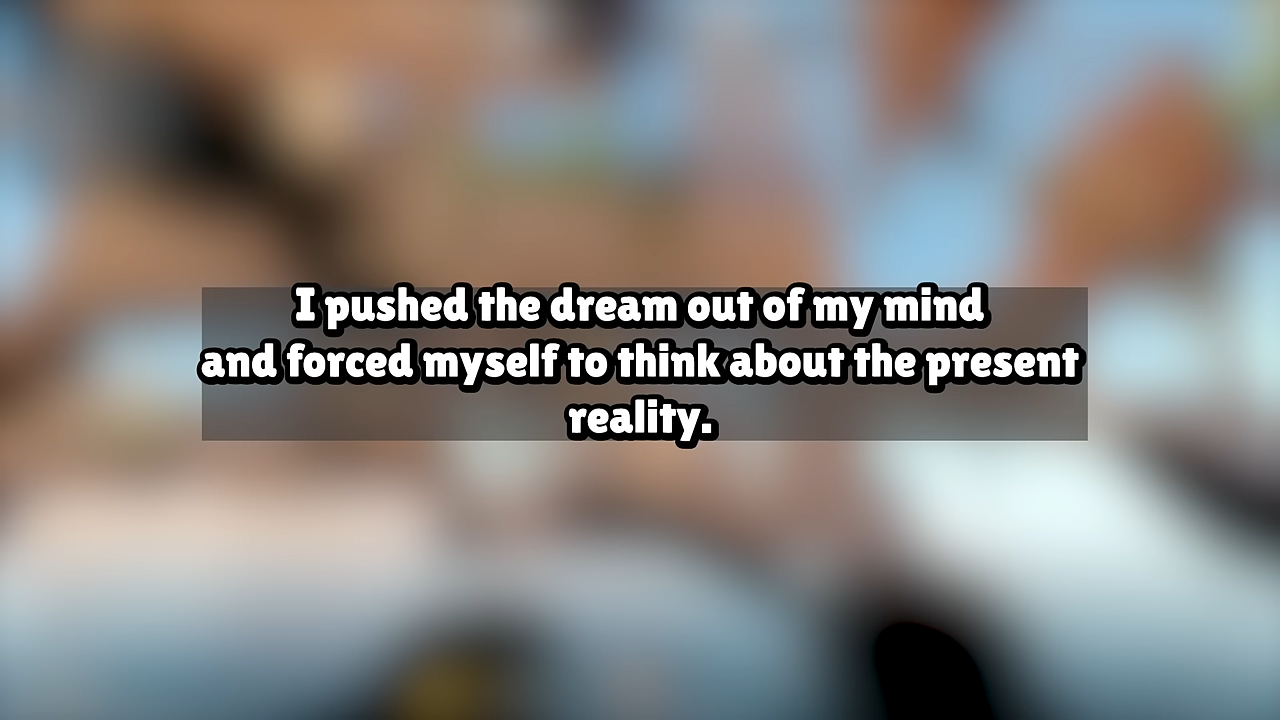 I pushed the dream out of my mind
and forced myself to think about the present
reality.